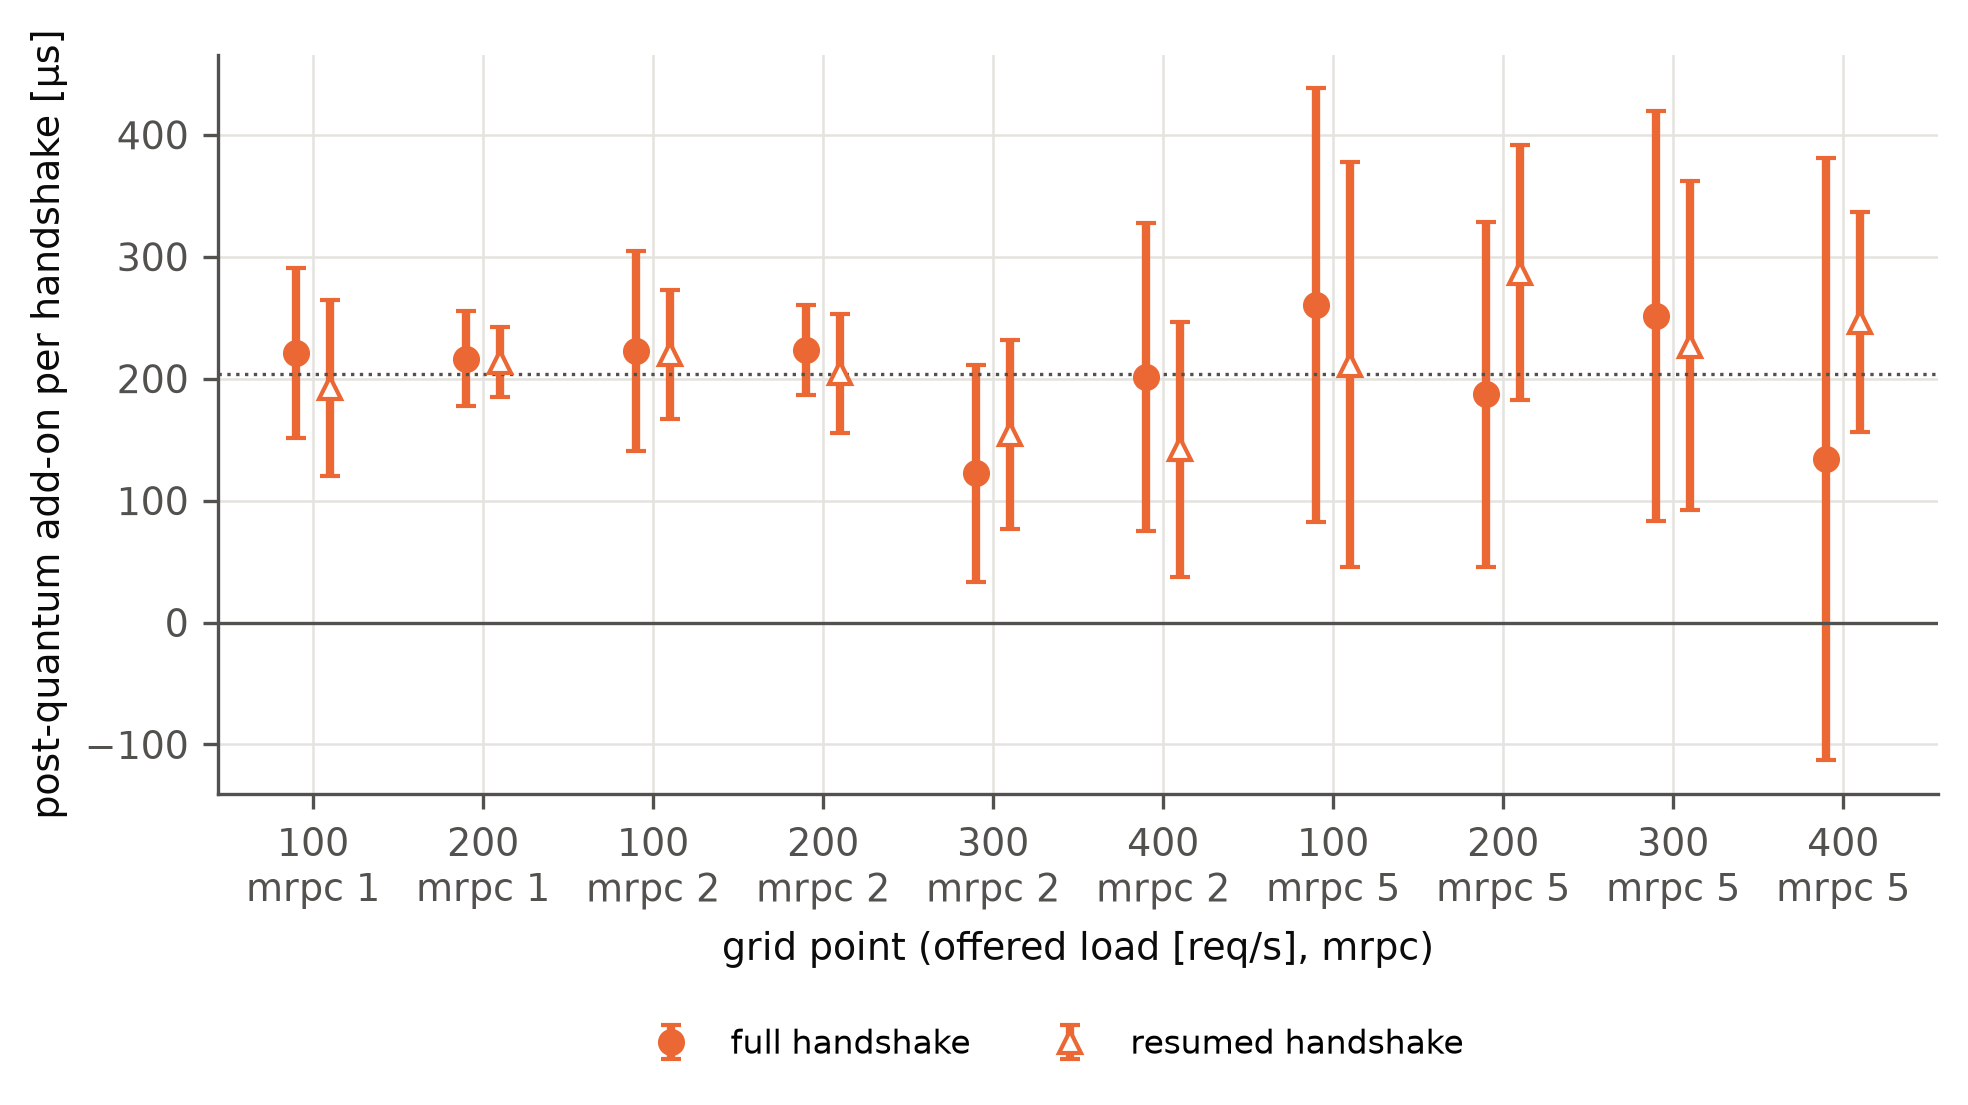 post-quantum add-on per handshake [µs]
400
300
200
100
0
−100
100 200 100 200 300 400 100 200 300 400
mrpc 1 mrpc 1 mrpc 2 mrpc 2 mrpc 2 mrpc 2 mrpc 5 mrpc 5 mrpc 5 mrpc 5
grid point (offered load [req/s], mrpc)
full handshake resumed handshake